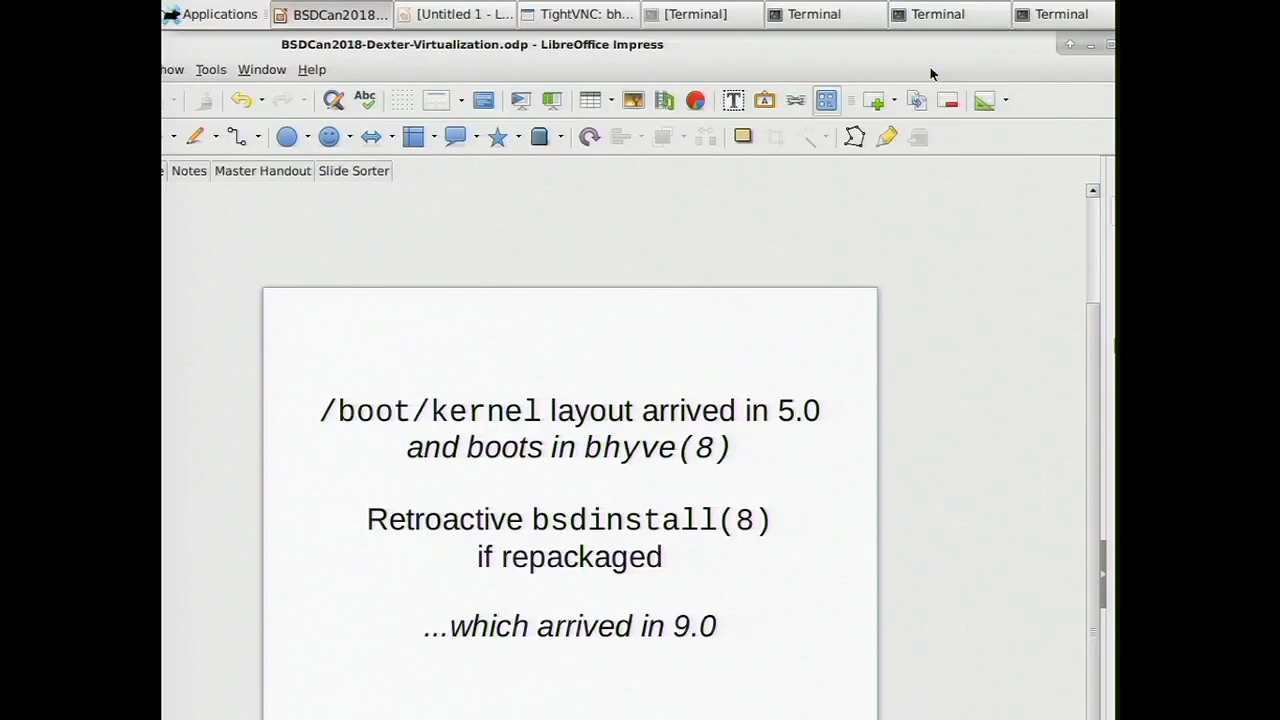 Applications
BSDCan2018...
[Untitled 1 - L...
TightVNC: bh...
[Terminal]
Terminal
Terminal
Terminal
BSDCan2018-Dexter-Virtualization.odp - LibreOffice Impress
how Tools Window Help
Abc
T
A
Notes Master Handout Slide Sorter
/boot/kernel layout arrived in 5.0
and boots in bhyve(8)
Retroactive bsdinstall(8)
if repackaged
...which arrived in 9.0